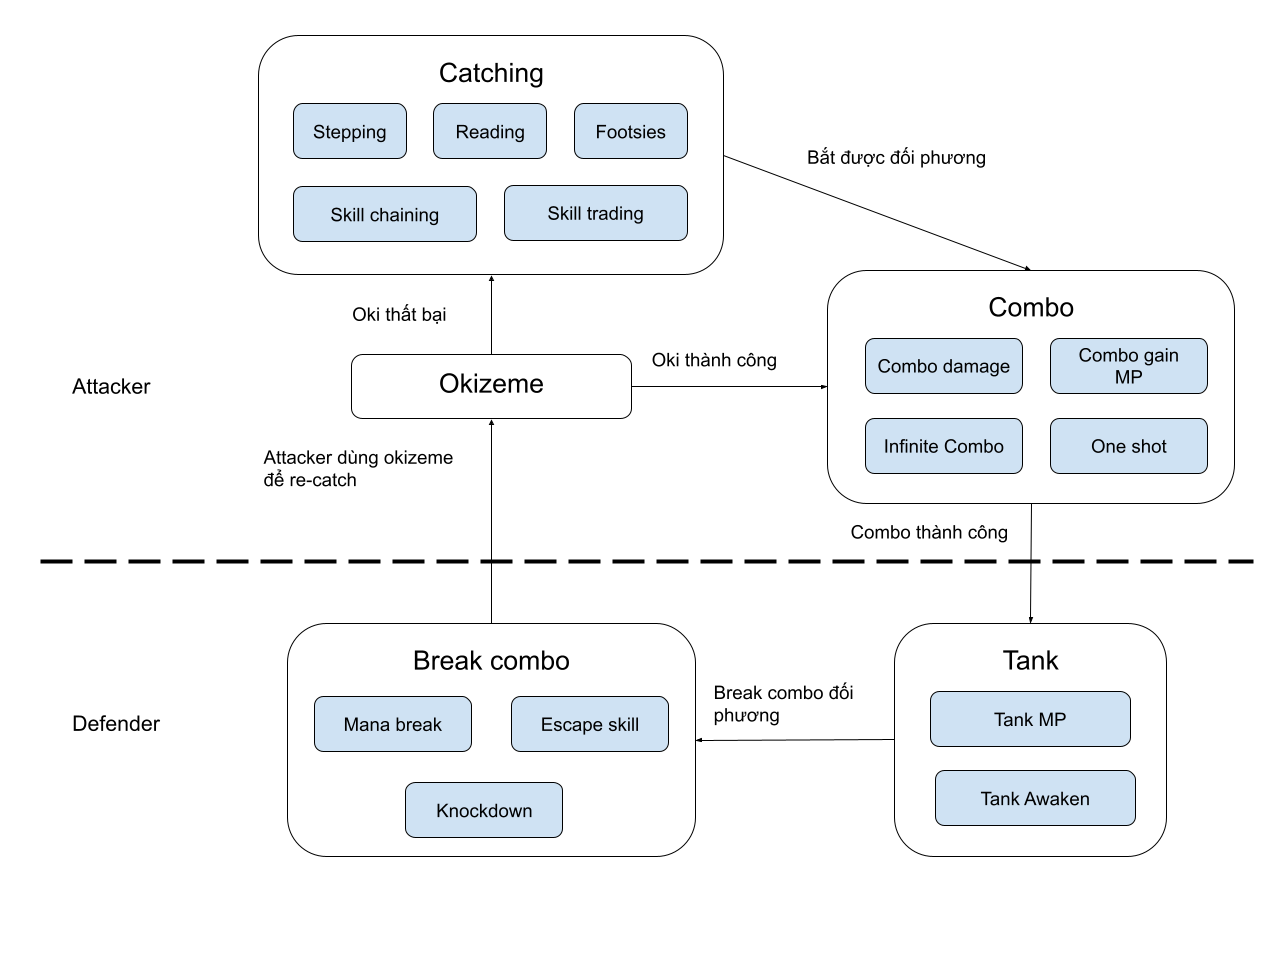 Catching
Stepping
Reading
Footsies
Skill chaining
Skill trading
Bắt được đối phương
Oki thất bại
Combo
Combo damage
Combo gain
MP
Infinite Combo
One shot
Oki thành công
Attacker
Okizeme
Attacker dùng okizeme
để re-catch
Combo thành công
Break combo
Mana break
Escape skill
Knockdown
Break combo đối
phương
Defender
Tank
Tank MP
Tank Awaken